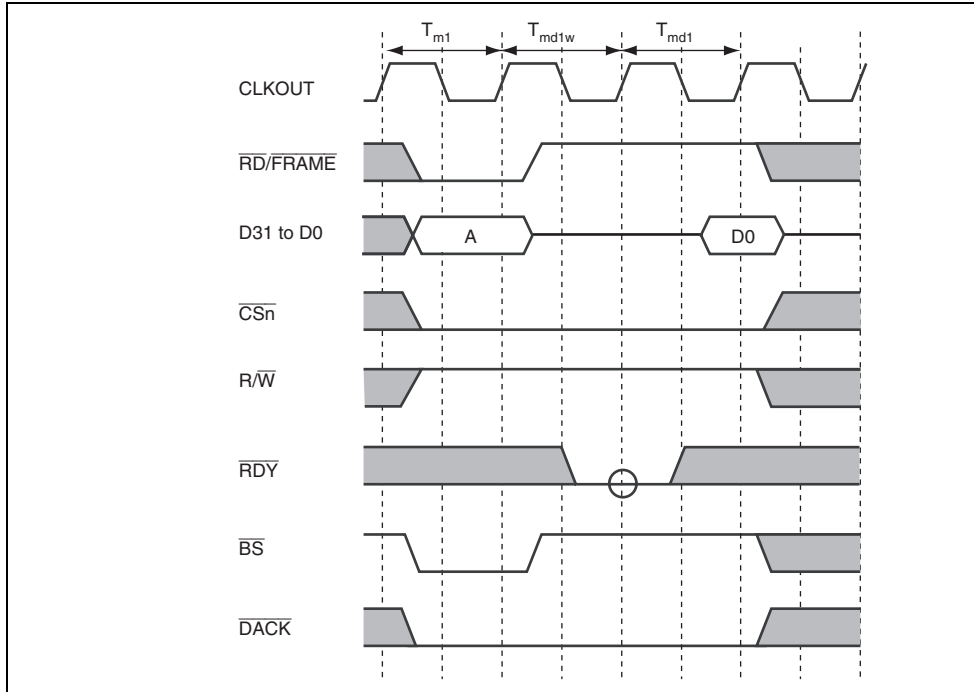 Tm1 Tmd1w Tmd1
CLKOUT
RD/FRAME
D31 to D0 A D0
CSn
R/W
RDY
BS
DACK